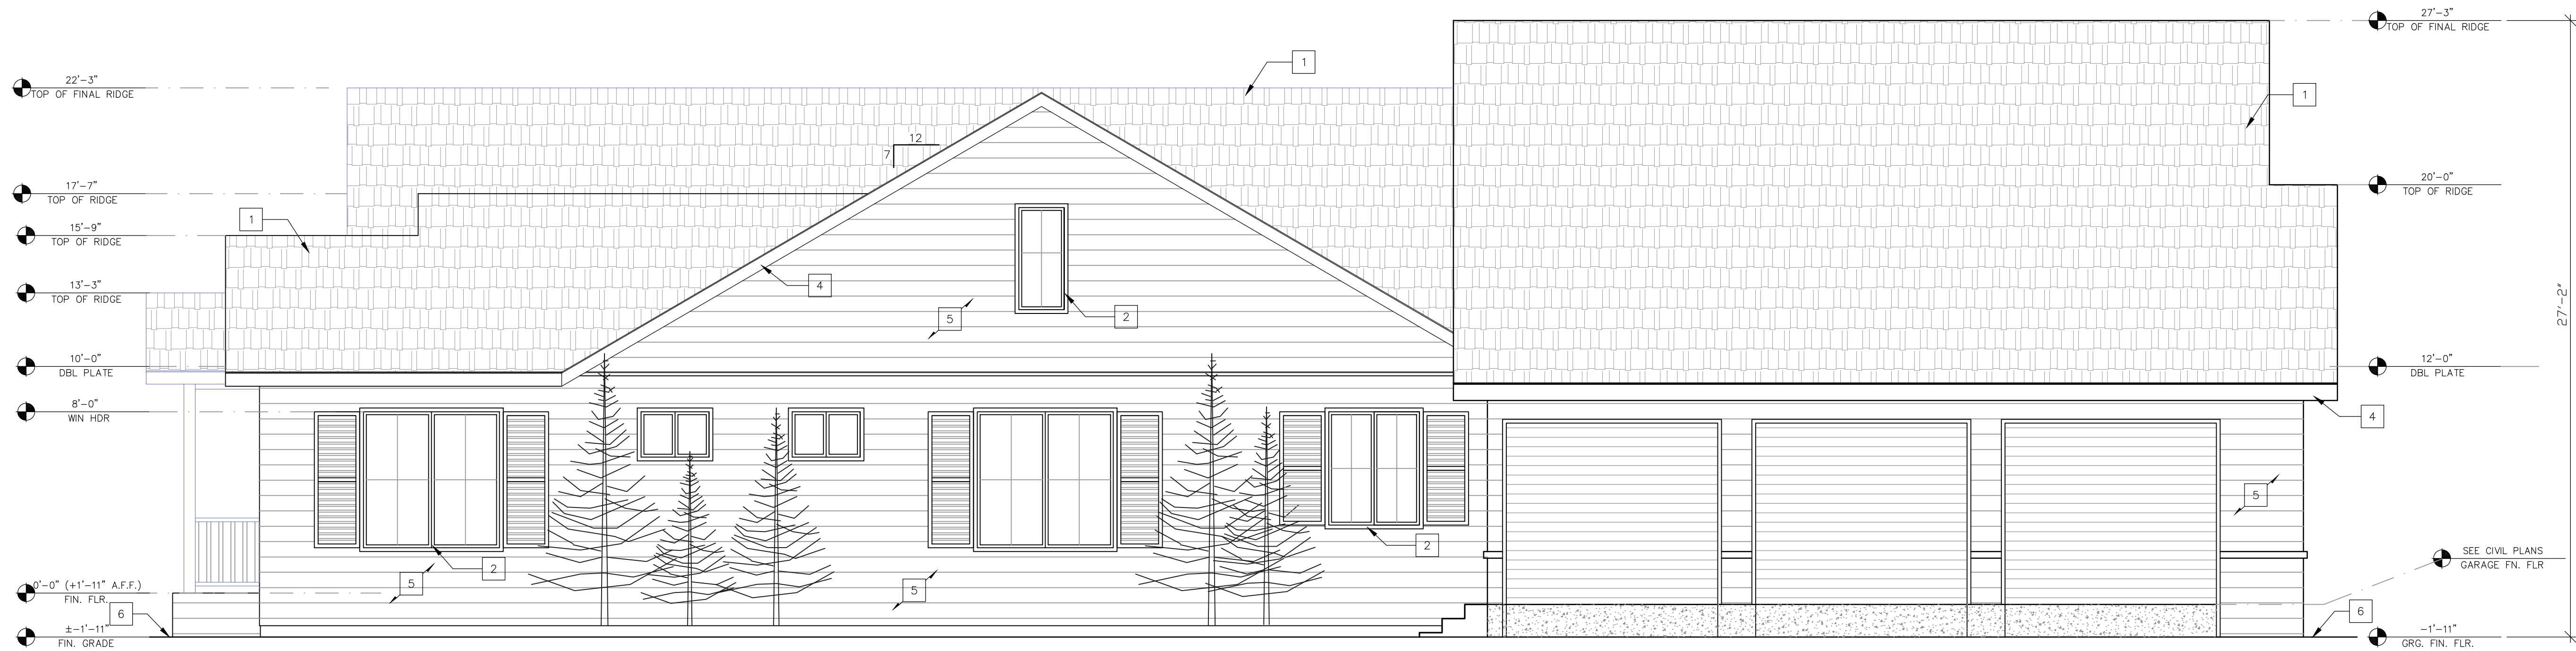 22'-3"
TOP OF FINAL RIDGE
17'-7"
TOP OF RIDGE
15'-9"
TOP OF RIDGE
13'-3"
TOP OF RIDGE
10'-0"
DBL PLATE
8'-0"
WIN HDR
0'-0" (+1'-11" A.F.F.)
FIN. FLR.
±-1'-11"
FIN. GRADE
1
1
1
12
7
4
5
2
2
5
5
2
6
27'-3"
TOP OF FINAL RIDGE
20'-0"
TOP OF RIDGE
12'-0"
DBL PLATE
4
5
SEE CIVIL PLANS
GARAGE FN. FLR
6
-1'-11"
GRG. FIN. FLR.
27'-2"